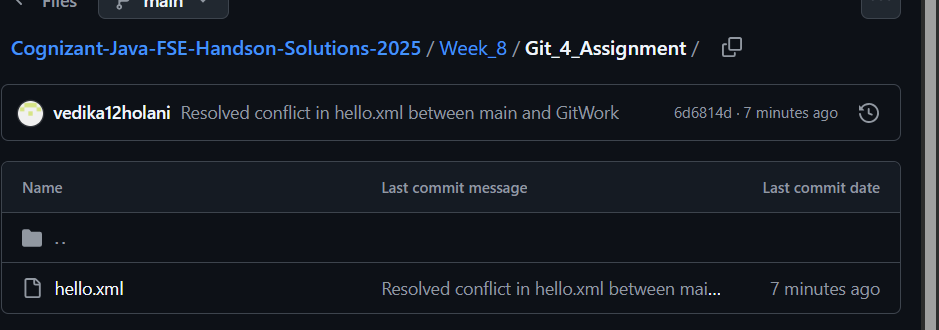 Files main ...
Cognizant-Java-FSE-Handson-Solutions-2025 / Week_8 / Git_4_Assignment /
vedika12holani Resolved conflict in hello.xml between main and GitWork 6d6814d · 7 minutes ago
Name Last commit message Last commit date
..
hello.xml Resolved conflict in hello.xml between mai... 7 minutes ago